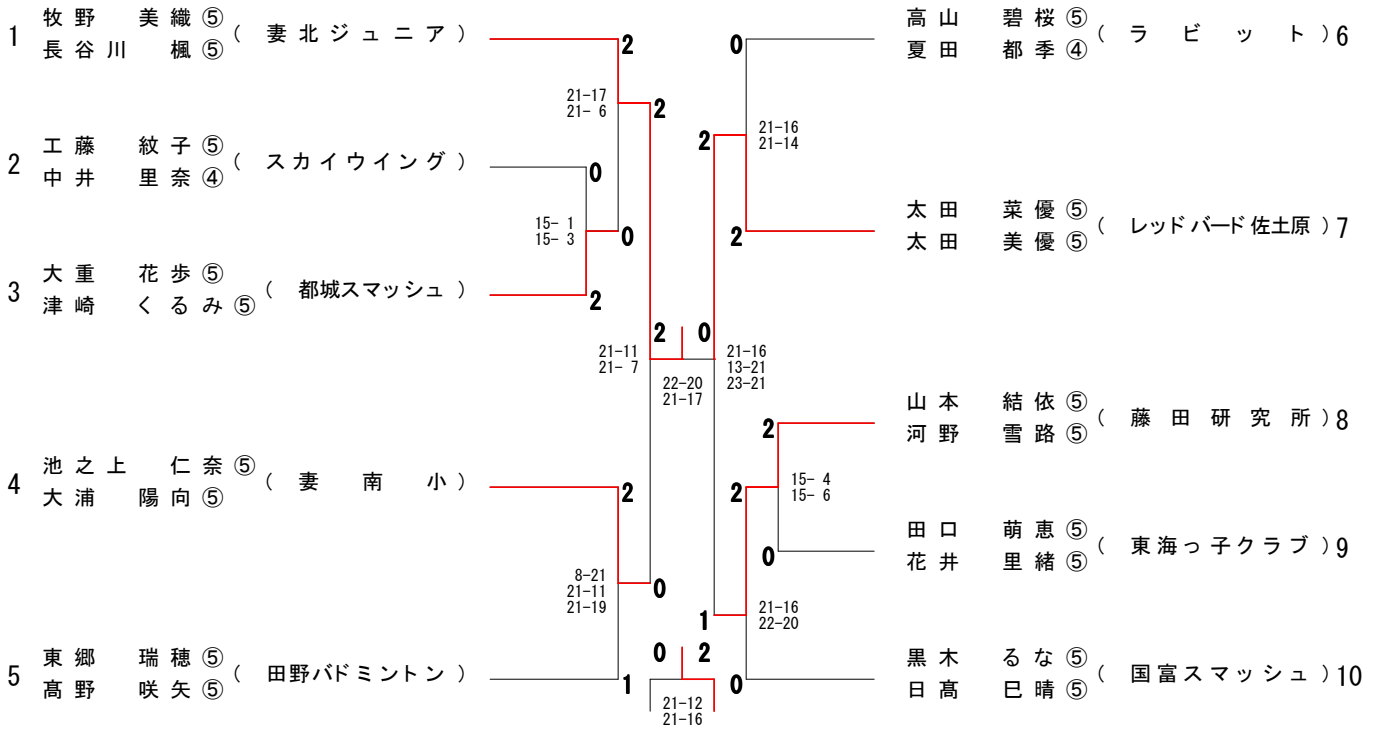 1 牧野 美織⑤ ( 妻北ジュニア )
長谷川 楓⑤
2 工藤 紋子⑤ ( スカイウイング )
中井 里奈④
3 大重 花歩⑤ ( 都城スマッシュ )
津崎 くるみ⑤
4 池之上 仁奈⑤ ( 妻南小 )
大浦 陽向⑤
5 東郷 瑞穂⑤ ( 田野バドミントン )
髙野 咲矢⑤
2
21-17
21- 6
2
0
15- 1
15- 3
0
2
21-11
21- 7
2
2
8-21
21-11
21-19
0
1
22-20
21-17
0 2
21-12
21-16
0
2
21-16
21-14
2
0
21-16
13-21
23-21
2
2
15- 4
15- 6
0
1
21-16
22-20
0
高山 碧桜⑤ ( ラビット ) 6
夏田 都季④
太田 菜優⑤ ( レッドバード佐土原 ) 7
太田 美優⑤
山本 結依⑤ ( 藤田研究所 ) 8
河野 雪路⑤
田口 萌恵⑤ ( 東海っ子クラブ ) 9
花井 里緒⑤
黒木 るな⑤ ( 国富スマッシュ ) 10
日髙 巳晴⑤